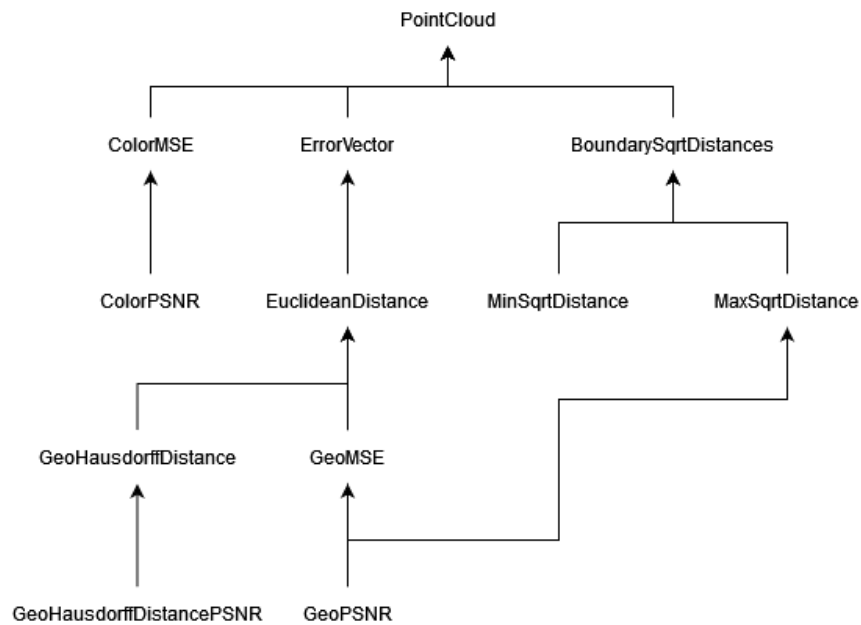 PointCloud
ColorMSE
ErrorVector
BoundarySqrtDistances
ColorPSNR
EuclideanDistance
MinSqrtDistance
MaxSqrtDistance
GeoHausdorffDistance
GeoMSE
GeoHausdorffDistancePSNR
GeoPSNR